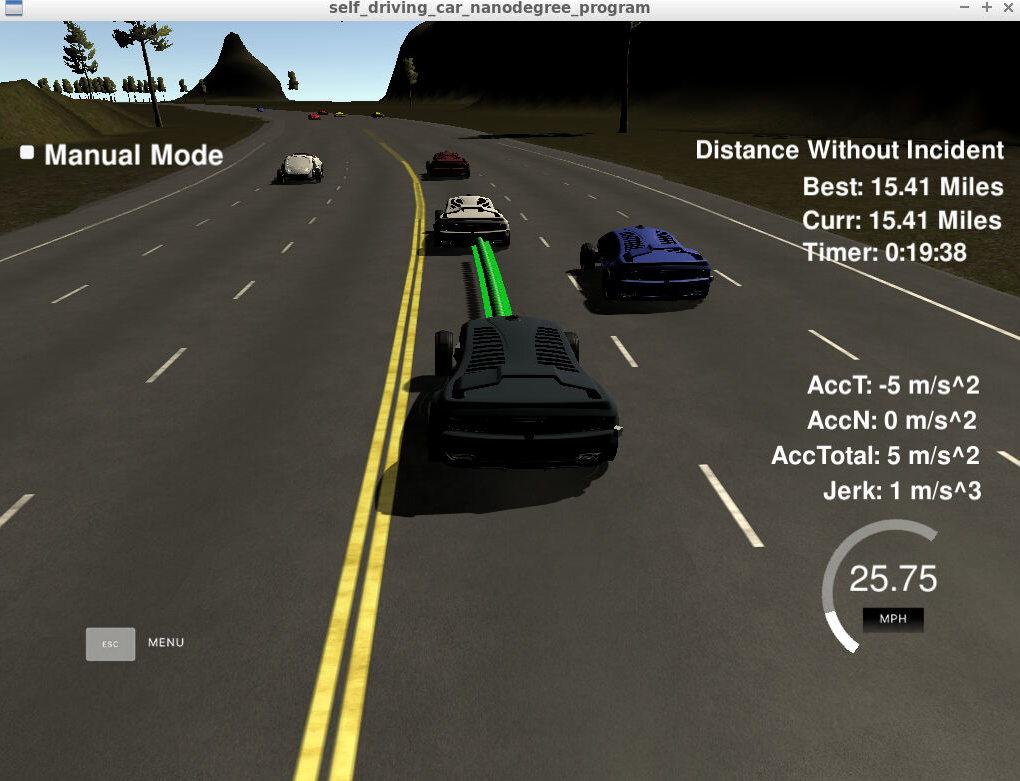 self_driving_car_nanodegree_program
Manual Mode
Distance Without Incident
Best: 15.41 Miles
Curr: 15.41 Miles
Timer: 0:19:38
AccT: -5 m/s^2
AccN: 0 m/s^2
AccTotal: 5 m/s^2
Jerk: 1 m/s^3
25.75
MPH
ESC MENU